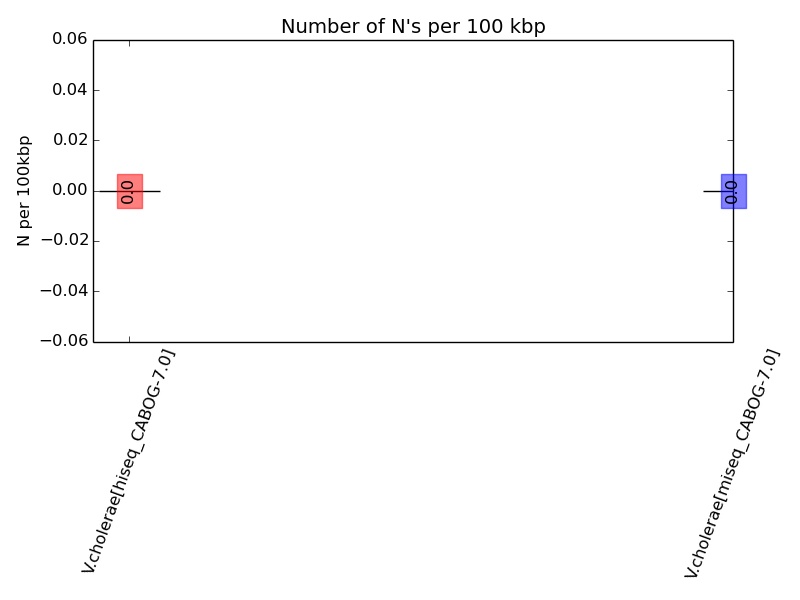 Number of N's per 100 kbp
N per 100kbp
0.06
0.04
0.02
0.00
−0.02
−0.04
−0.06
0.0
0.0
V.cholerae[hiseq_CABOG-7.0]
V.cholerae[miseq_CABOG-7.0]